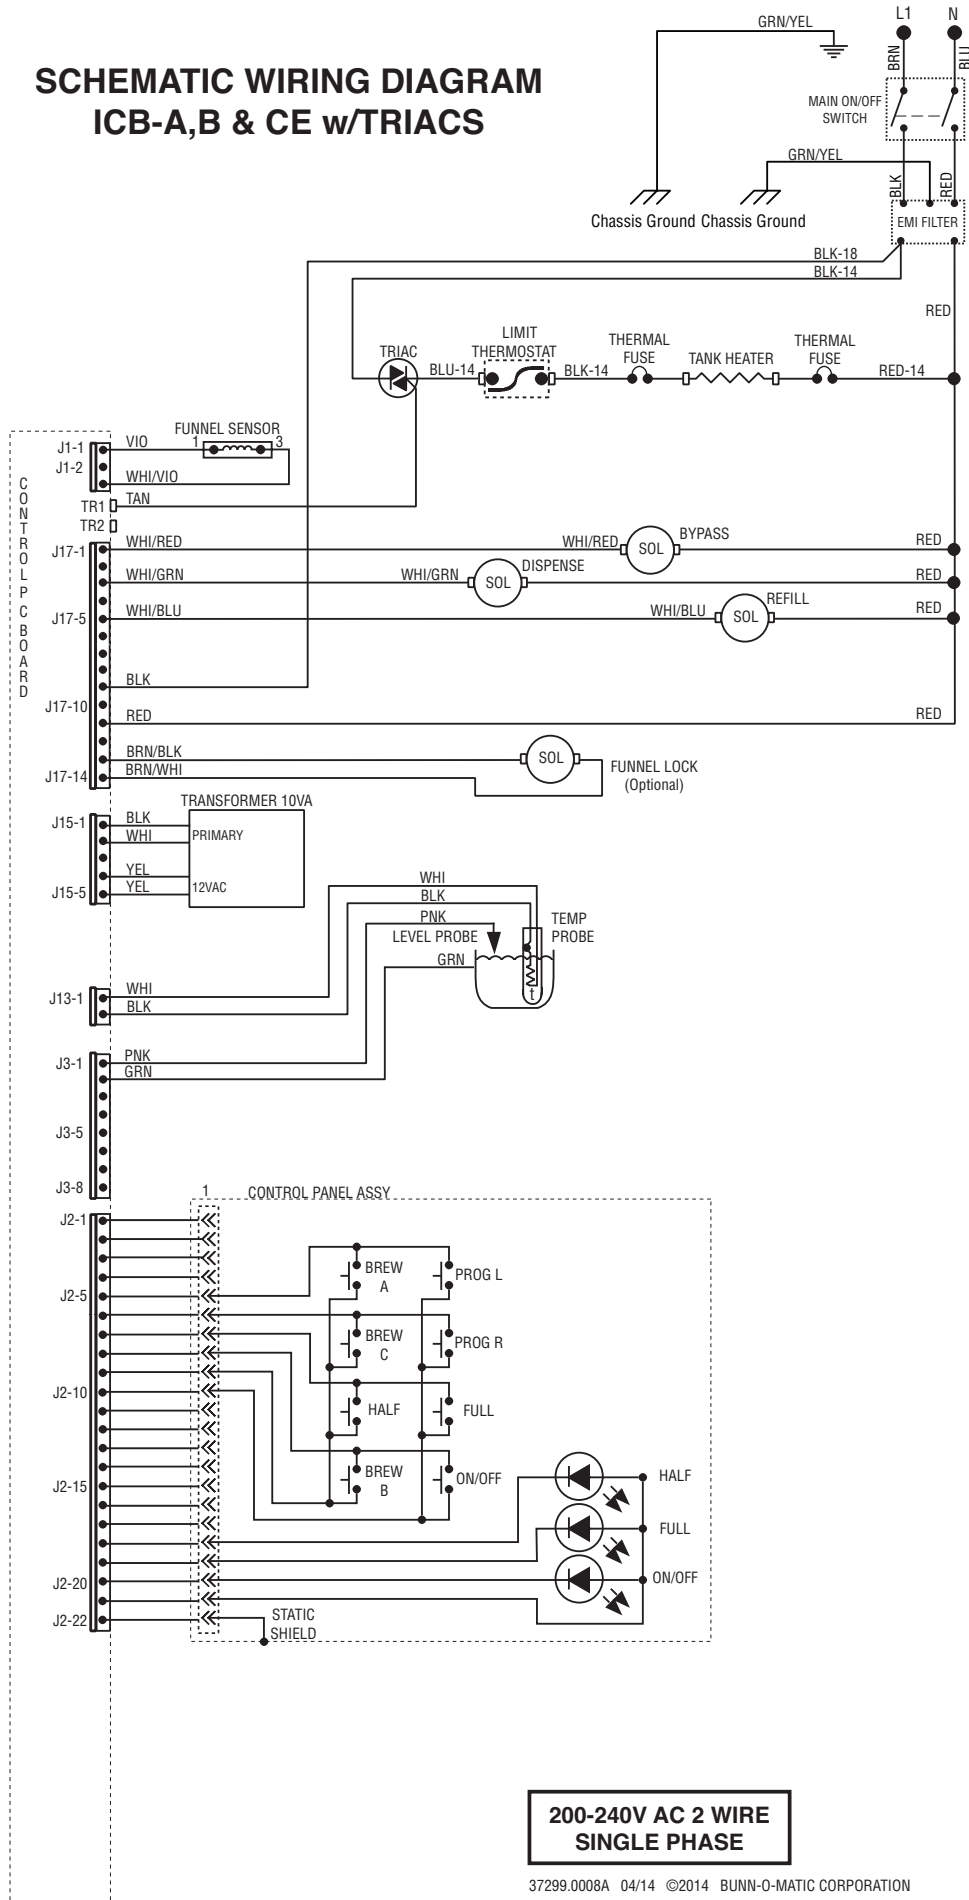 SCHEMATIC WIRING DIAGRAM
ICB-A,B & CE w/TRIACS
L1
N
GRN/YEL
BRN
BLU
MAIN ON/OFF
SWITCH
GRN/YEL
BLK
RED
Chassis Ground
Chassis Ground
EMI FILTER
BLK-18
BLK-14
RED
TRIAC
BLU-14
LIMIT
THERMOSTAT
BLK-14
THERMAL
FUSE
TANK HEATER
THERMAL
FUSE
RED-14
CONTROL P C BOARD
J1-1
VIO
FUNNEL SENSOR
1
3
J1-2
WHI/VIO
TR1
TAN
TR2
J17-1
WHI/RED
WHI/RED
SOL
BYPASS
RED
WHI/GRN
WHI/GRN
SOL
DISPENSE
RED
J17-5
WHI/BLU
WHI/BLU
SOL
REFILL
RED
BLK
J17-10
RED
RED
BRN/BLK
SOL
FUNNEL LOCK
(Optional)
J17-14
BRN/WHI
TRANSFORMER 10VA
J15-1
BLK
WHI
PRIMARY
YEL
J15-5
YEL
12VAC
WHI
BLK
PNK
LEVEL PROBE
GRN
TEMP
PROBE
t
J13-1
WHI
BLK
J3-1
PNK
GRN
J3-5
J3-8
1
CONTROL PANEL ASSY
J2-1
J2-5
BREW
A
PROG L
BREW
C
PROG R
J2-10
HALF
FULL
BREW
B
ON/OFF
J2-15
HALF
FULL
ON/OFF
J2-20
J2-22
STATIC
SHIELD
200-240V AC 2 WIRE
SINGLE PHASE
37299.0008A 04/14 ©2014 BUNN-O-MATIC CORPORATION